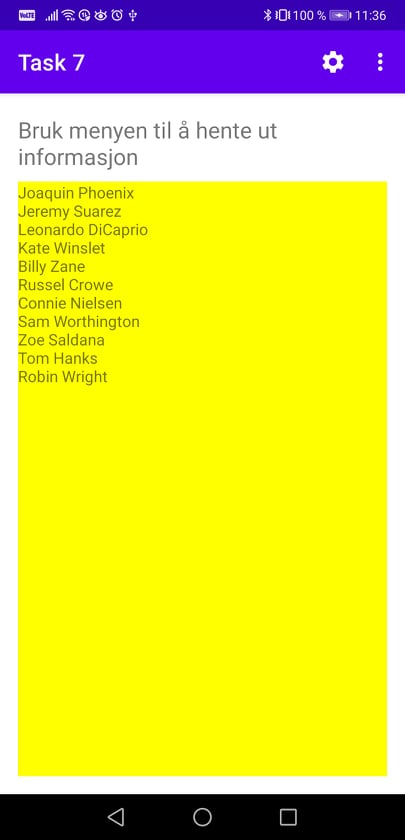 VoLTE 100 % 11:36
Task 7
Bruk menyen til å hente ut
informasjon
Joaquin Phoenix
Jeremy Suarez
Leonardo DiCaprio
Kate Winslet
Billy Zane
Russel Crowe
Connie Nielsen
Sam Worthington
Zoe Saldana
Tom Hanks
Robin Wright